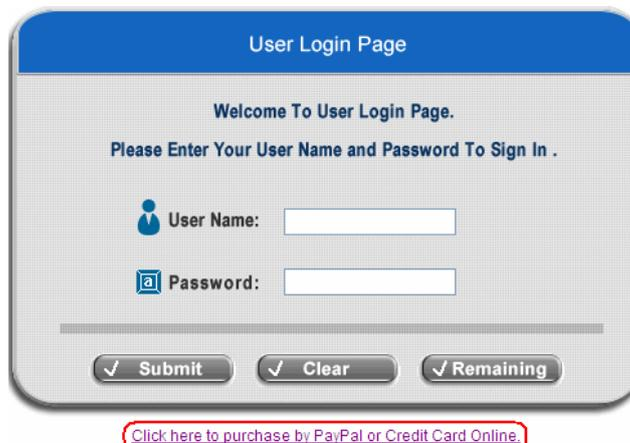 User Login Page
Welcome To User Login Page.
Please Enter Your User Name and Password To Sign In .
User Name:
a Password:
Submit Clear Remaining
Click here to purchase by PayPal or Credit Card Online.